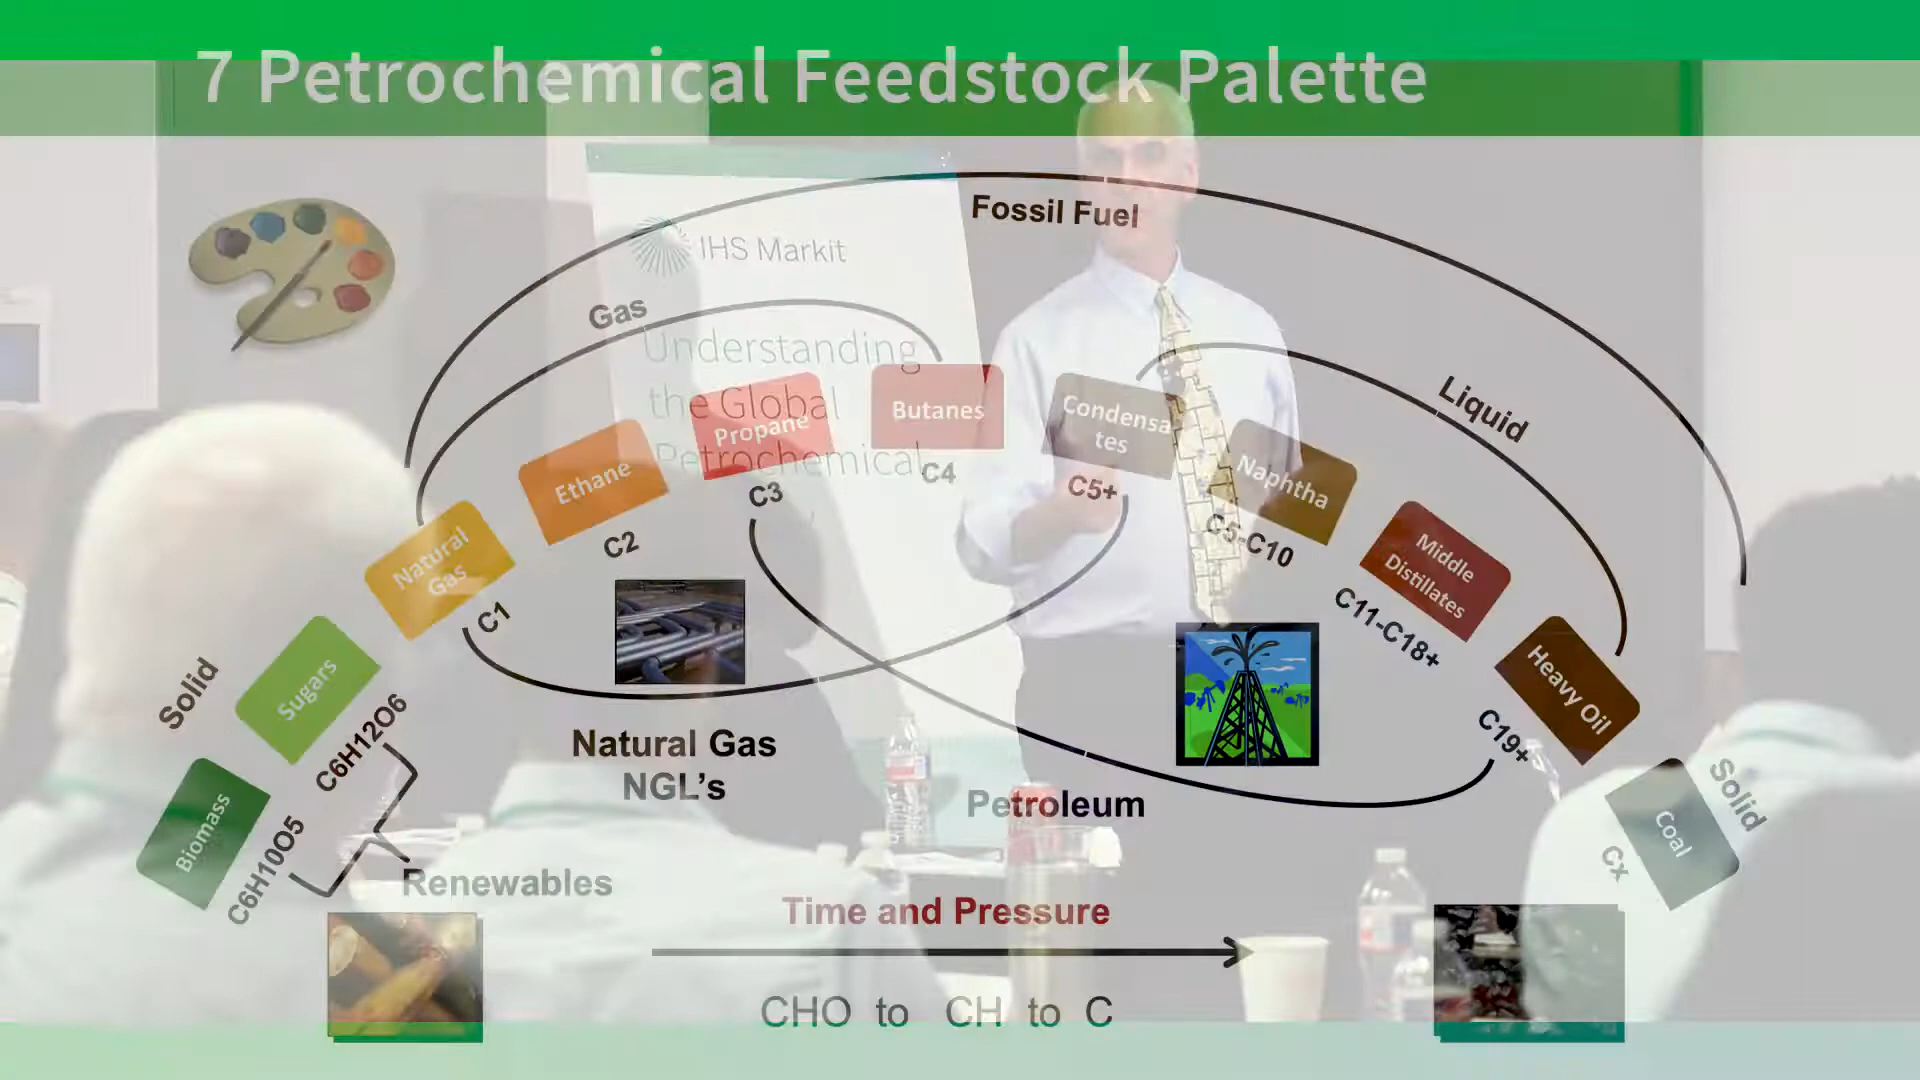 7 Petrochemical Feedstock Palette
Fossil Fuel
IHS Markit
Gas
Understanding
the Global
Petrochemical
Liquid
Biomass
C6H10O5
Sugars
C6H12O6
Solid
Natural
Gas
C1
Ethane
C2
Propane
C3
Butanes
C4
Condensa
tes
C5+
Naphtha
C5-C10
Middle
Distillates
C11-C18+
Heavy Oil
C19+
Coal
Cx
Solid
Natural Gas
NGL’s
Petroleum
Renewables
Time and Pressure
CHO to CH to C